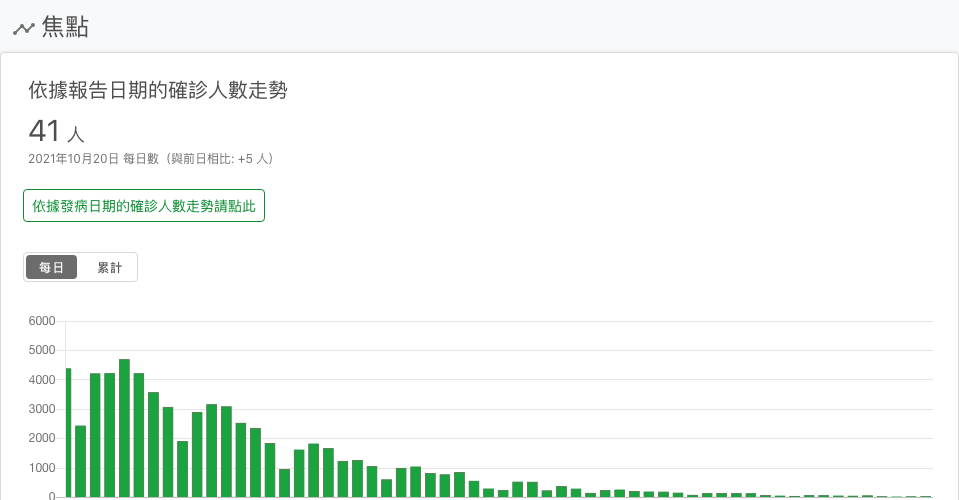 焦點
依據報告日期的確診人數走勢
41 人
2021年10月20日 每日數（與前日相比: +5 人）
依據發病日期的確診人數走勢請點此
每日 累計
6000
5000
4000
3000
2000
1000
0